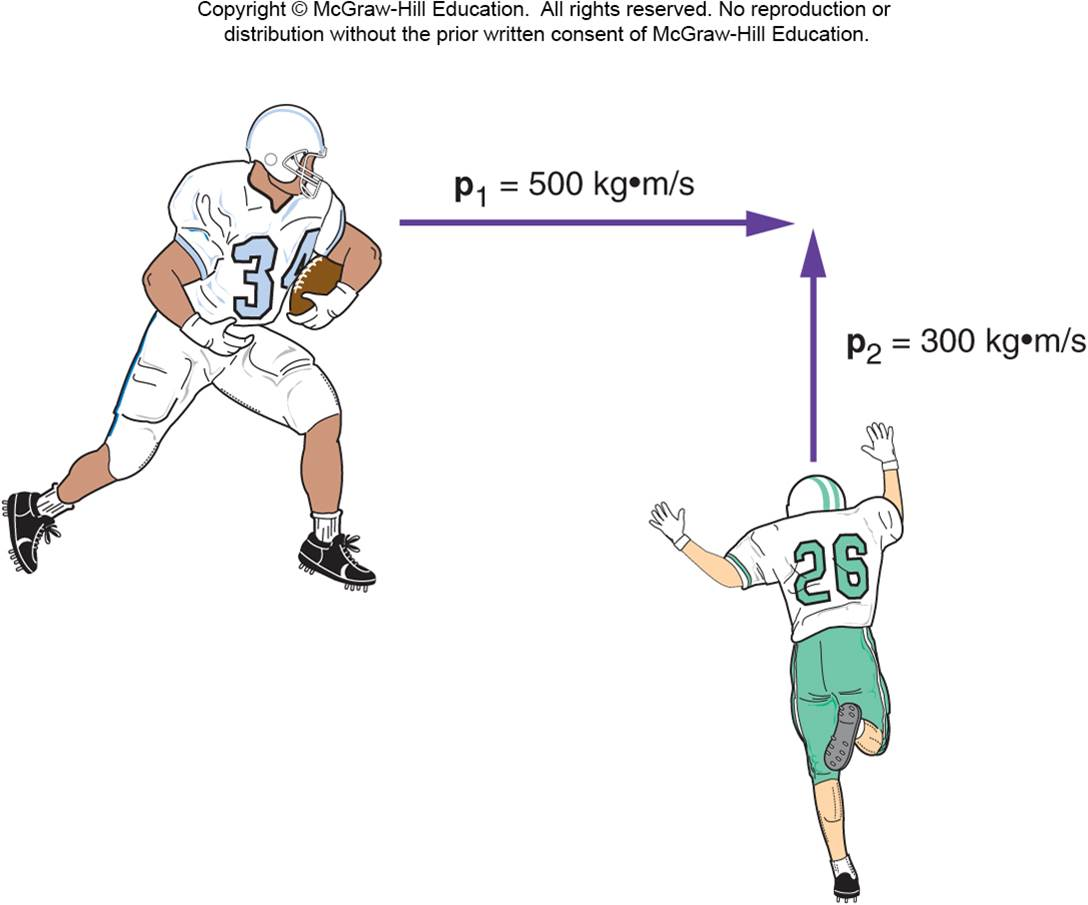 Copyright © McGraw-Hill Education.  All rights reserved. No reproduction or
distribution without the prior written consent of McGraw-Hill Education.
p₁ = 500 kg•m/s
34
p₂ = 300 kg•m/s
26